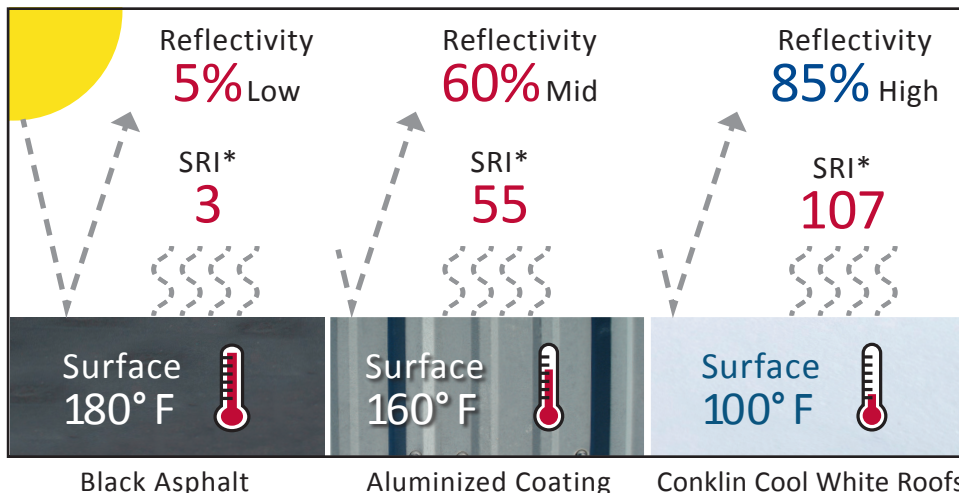 Reflectivity
5% Low
SRI*
3
Surface
180° F
Black Asphalt
Reflectivity
60% Mid
SRI*
55
Surface
160° F
Aluminized Coating
Reflectivity
85% High
SRI*
107
Surface
100° F
Conklin Cool White Roofs